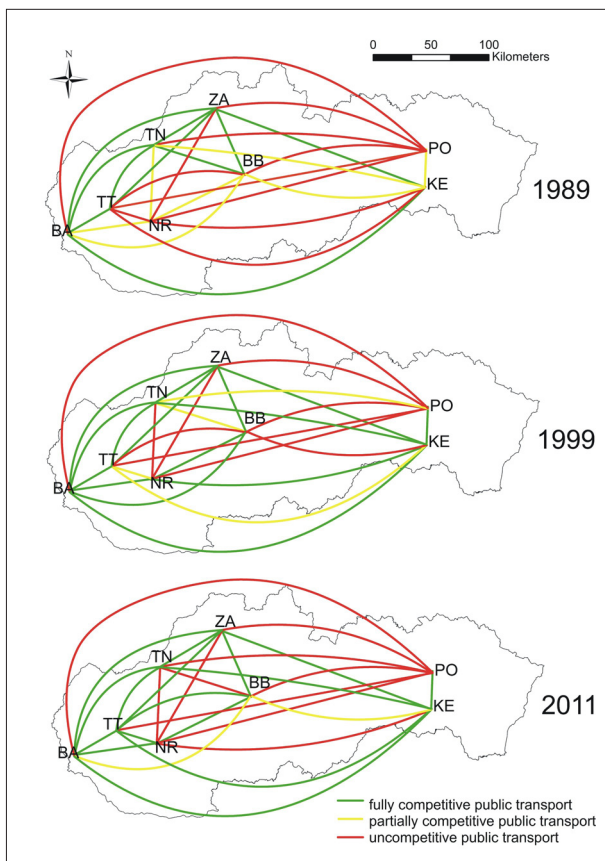 N
0 50 100
Kilometers
ZA
TN
BB
PO
KE
TT
NR
BA
1989
ZA
TN
BB
PO
KE
TT
NR
BA
1999
ZA
TN
BB
PO
KE
TT
NR
BA
2011
fully competitive public transport
partially competitive public transport
uncompetitive public transport